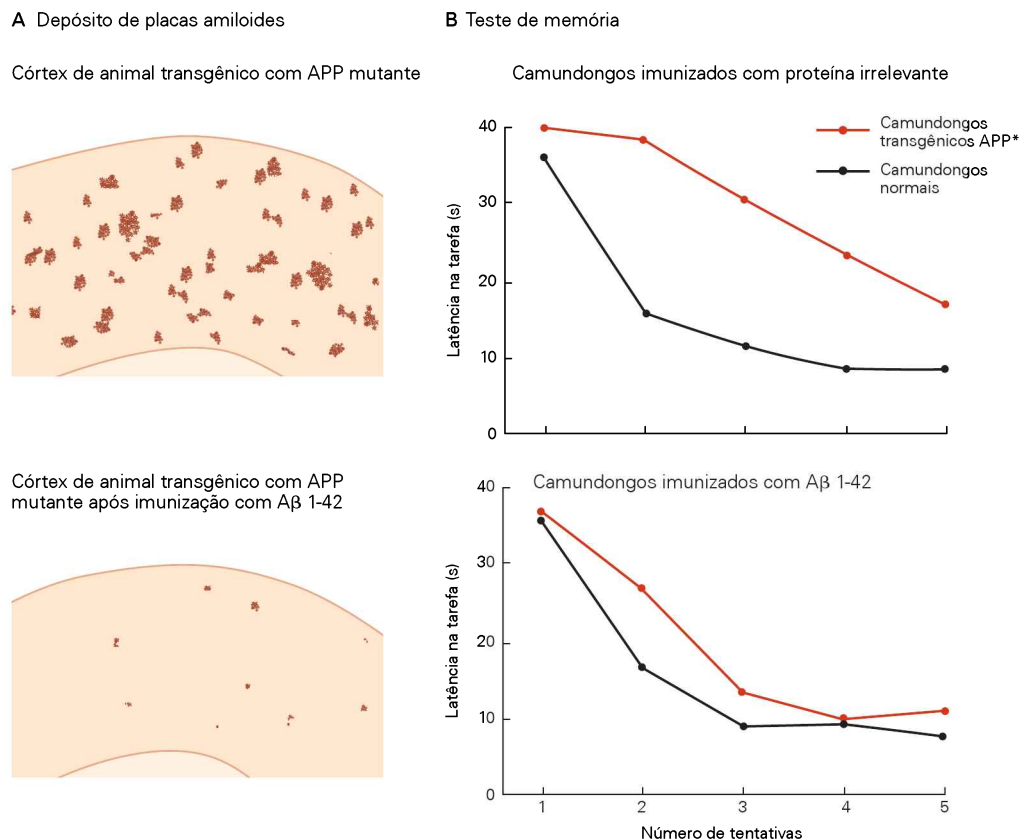 A Depósito de placas amiloides
Córtex de animal transgênico com APP mutante
Córtex de animal transgênico com APP
mutante após imunização com Aβ 1-42
B Teste de memória
Camundongos imunizados com proteína irrelevante
Camundongos
transgênicos APP*
Camundongos
normais
Latência na tarefa (s)
40
30
20
10
0
Camundongos imunizados com Aβ 1-42
Latência na tarefa (s)
40
30
20
10
0
1 2 3 4 5
Número de tentativas